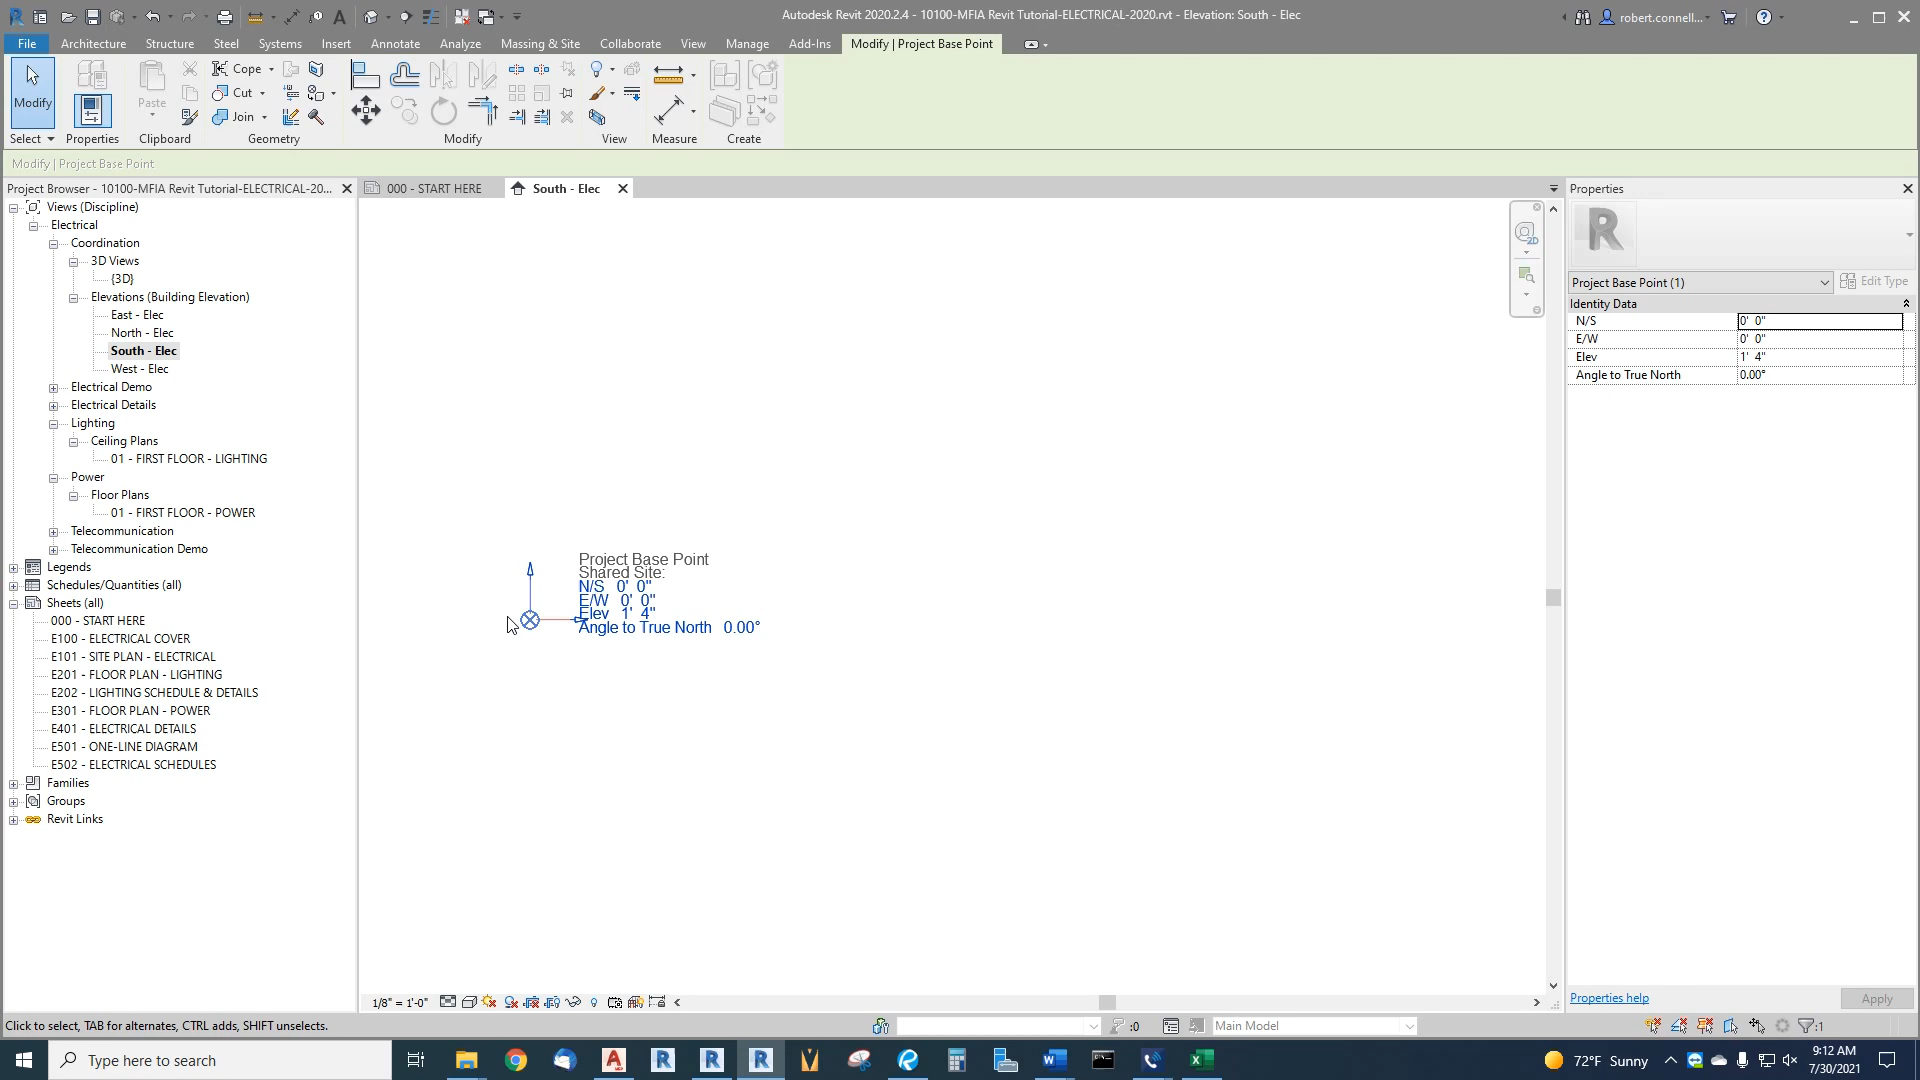 Autodesk Revit 2020.2.4 - 10100-MFIA Revit Tutorial-ELECTRICAL-2020.rvt - Elevation: South - Elec
robert.connell...
File Architecture Structure Steel Systems Insert Annotate Analyze Massing & Site Collaborate View Manage Add-Ins Modify | Project Base Point
Modify
Paste
Cope
Cut
Join
Select Properties Clipboard Geometry Modify View Measure Create
Modify | Project Base Point
Project Browser - 10100-MFIA Revit Tutorial-ELECTRICAL-20...
Views (Discipline)
Electrical
Coordination
3D Views
{3D}
Elevations (Building Elevation)
East - Elec
North - Elec
South - Elec
West - Elec
Electrical Demo
Electrical Details
Lighting
Ceiling Plans
01 - FIRST FLOOR - LIGHTING
Power
Floor Plans
01 - FIRST FLOOR - POWER
Telecommunication
Telecommunication Demo
Legends
Schedules/Quantities (all)
Sheets (all)
000 - START HERE
E100 - ELECTRICAL COVER
E101 - SITE PLAN - ELECTRICAL
E201 - FLOOR PLAN - LIGHTING
E202 - LIGHTING SCHEDULE & DETAILS
E301 - FLOOR PLAN - POWER
E401 - ELECTRICAL DETAILS
E501 - ONE-LINE DIAGRAM
E502 - ELECTRICAL SCHEDULES
Families
Groups
Revit Links
000 - START HERE
South - Elec
2D
Project Base Point
Shared Site:
N/S 0' 0"
E/W 0' 0"
Elev 1' 4"
Angle to True North 0.00°
1/8" = 1'-0"
Properties
Project Base Point (1)
Edit Type
Identity Data
N/S 0' 0"
E/W 0' 0"
Elev 1' 4"
Angle to True North 0.00°
Properties help
Apply
Click to select, TAB for alternates, CTRL adds, SHIFT unselects.
:0
Main Model
:1
Type here to search
72°F Sunny
9:12 AM
7/30/2021